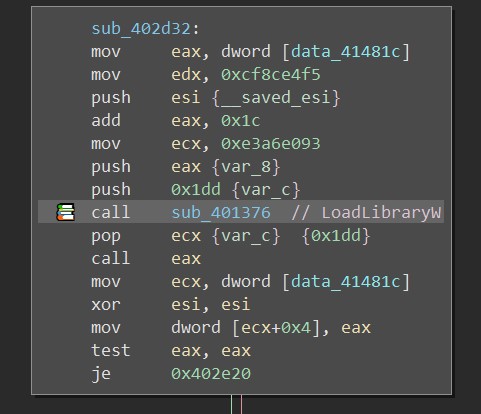 sub_402d32:
mov eax, dword [data_41481c]
mov edx, 0xcf8ce4f5
push esi {__saved_esi}
add eax, 0x1c
mov ecx, 0xe3a6e093
push eax {var_8}
push 0x1dd {var_c}
call sub_401376 // LoadLibraryW
pop ecx {var_c} {0x1dd}
call eax
mov ecx, dword [data_41481c]
xor esi, esi
mov dword [ecx+0x4], eax
test eax, eax
je 0x402e20